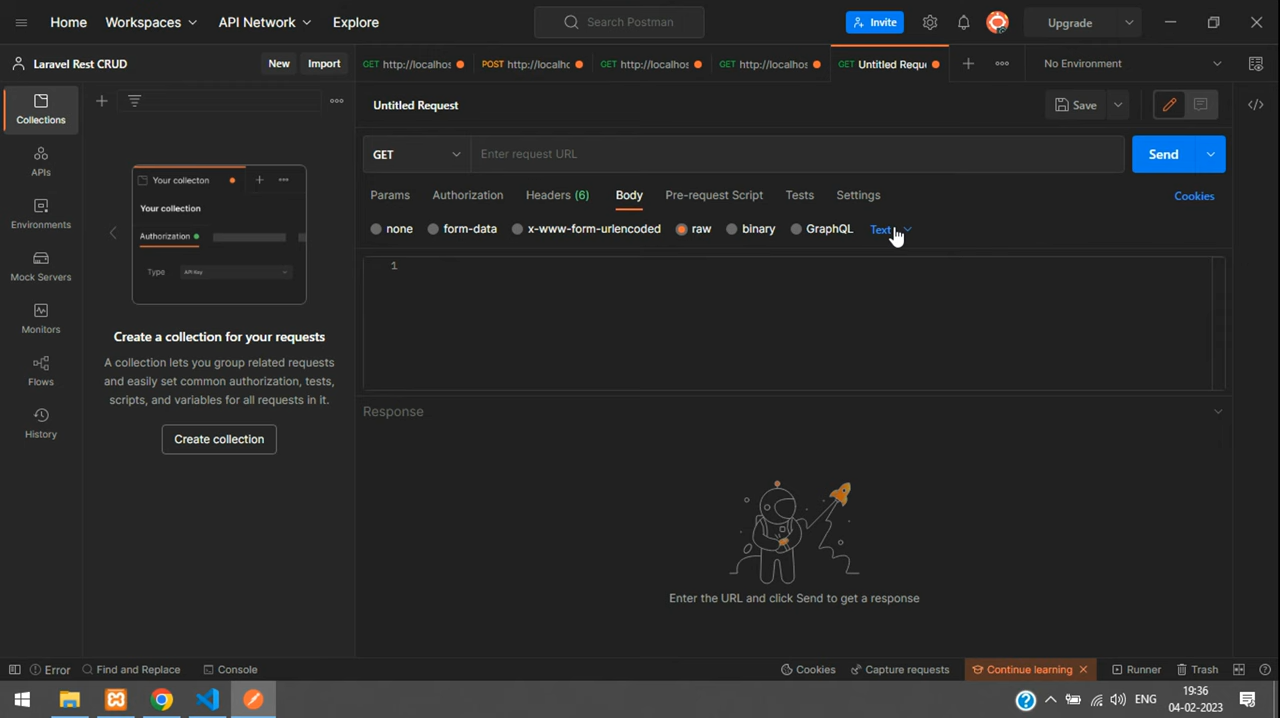 Home Workspaces API Network Explore Search Postman Invite Upgrade
Laravel Rest CRUD New Import GET http://localhos POST http://localhc GET http://localhos GET http://localhos GET Untitled Reque No Environment
Collections
APIs
Environments
Mock Servers
Monitors
Flows
History
Your collecton
Your collection
Authorization
Type API Key
Create a collection for your requests
A collection lets you group related requests
and easily set common authorization, tests,
scripts, and variables for all requests in it.
Create collection
Untitled Request Save
GET Enter request URL Send
Params Authorization Headers (6) Body Pre-request Script Tests Settings Cookies
none form-data x-www-form-urlencoded raw binary GraphQL Text
1
Response
Enter the URL and click Send to get a response
Error Find and Replace Console Cookies Capture requests Continue learning Runner Trash
ENG 19:36
04-02-2023